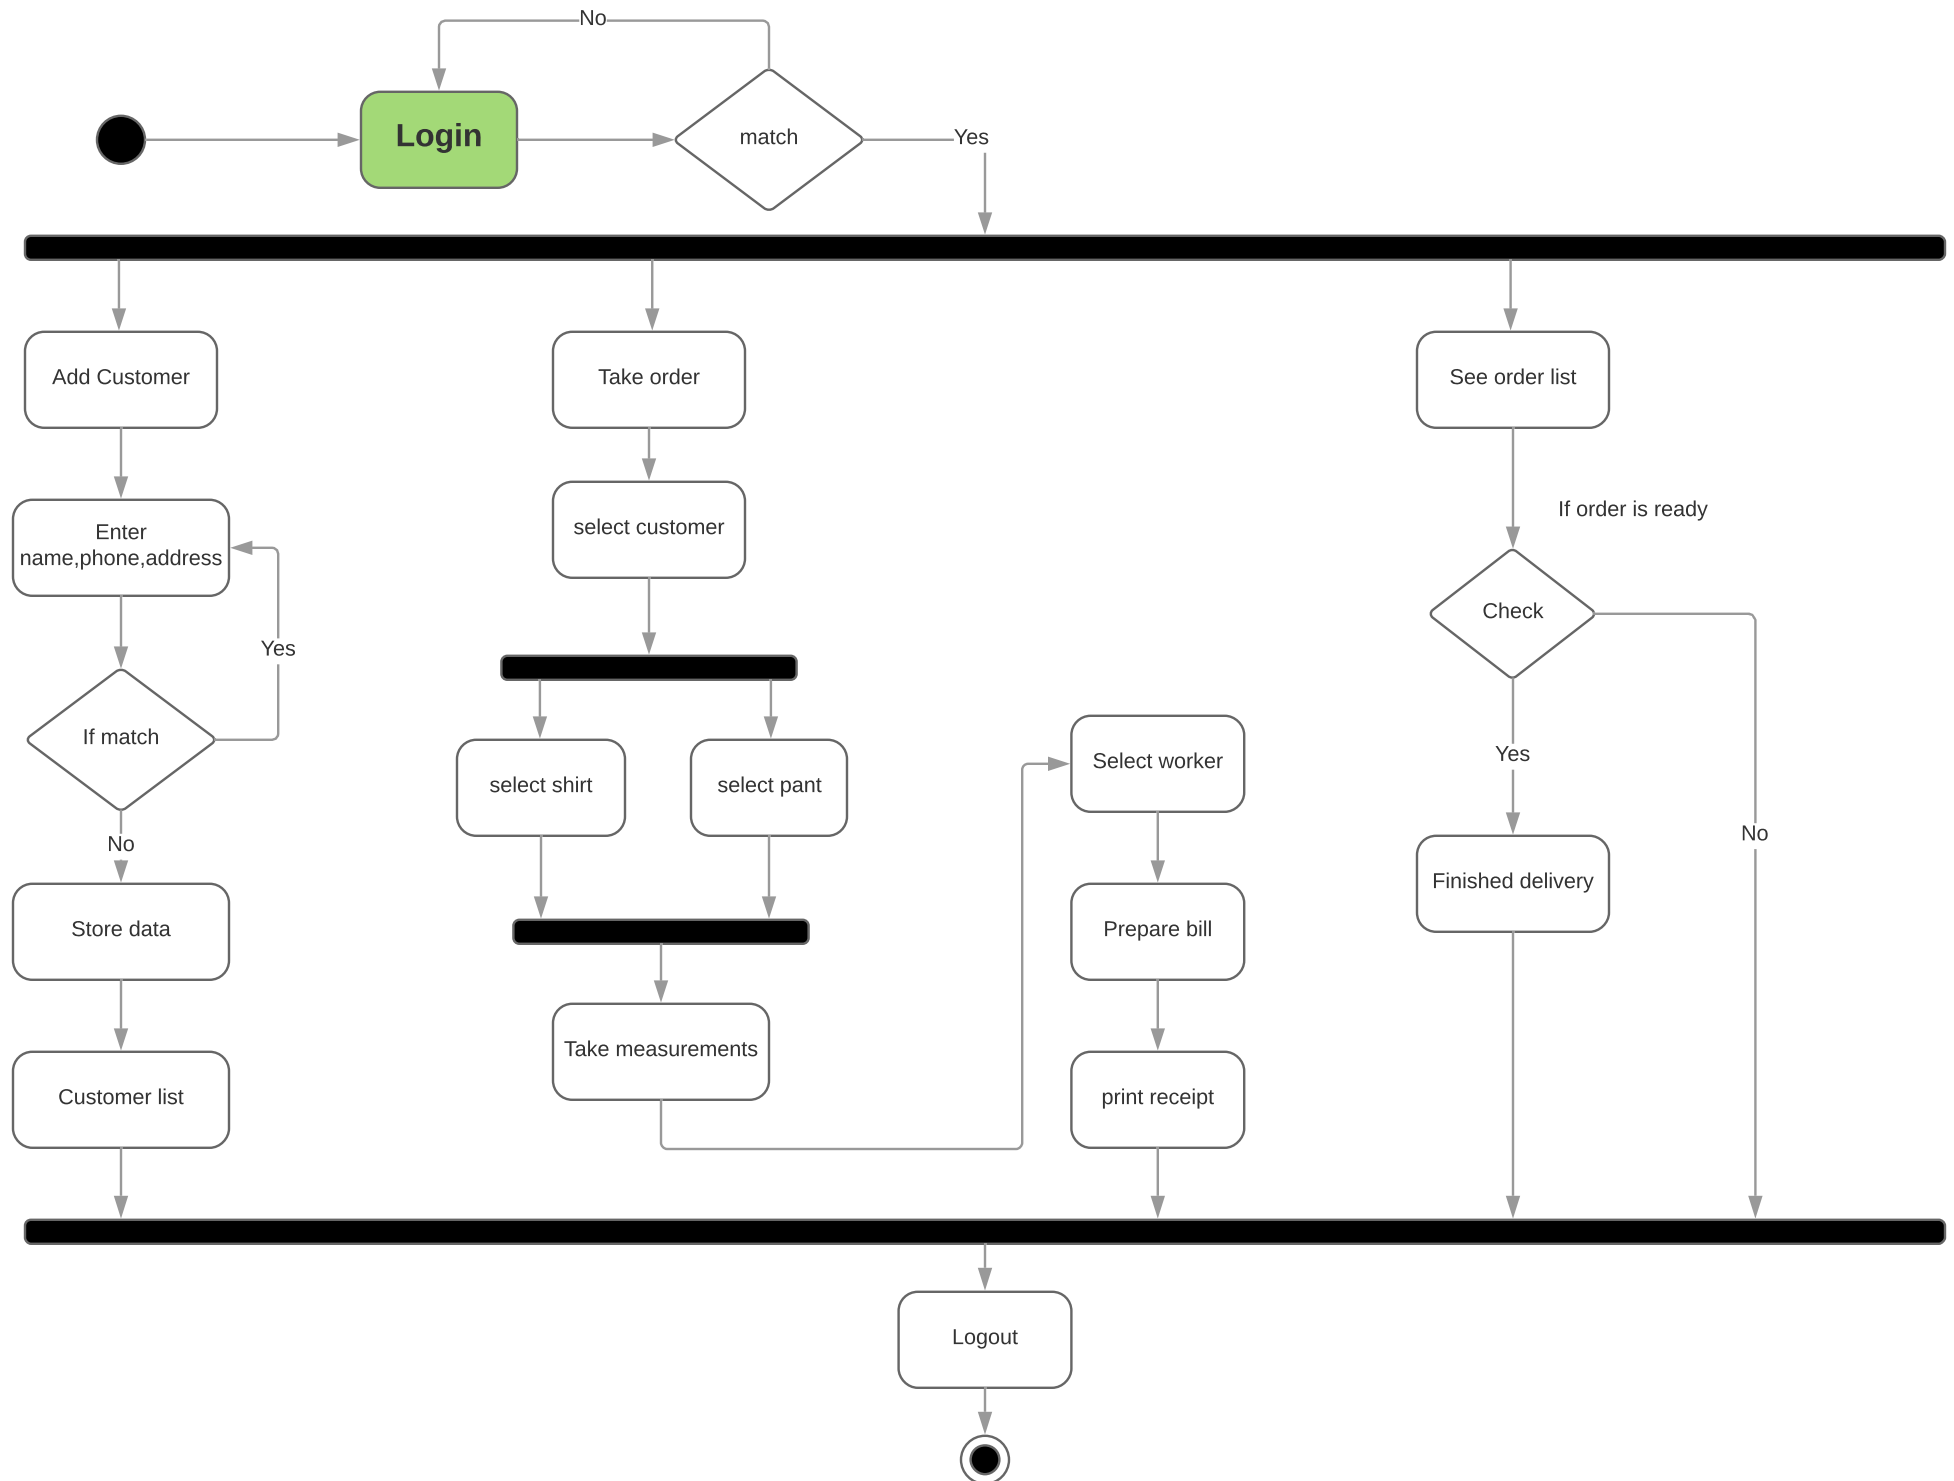 No
Login
match
Yes
Add Customer
Take order
See order list
Enter
name,phone,address
select customer
If order is ready
Check
Yes
If match
select shirt
select pant
Select worker
Yes
No
No
Store data
Prepare bill
Finished delivery
Take measurements
Customer list
print receipt
Logout